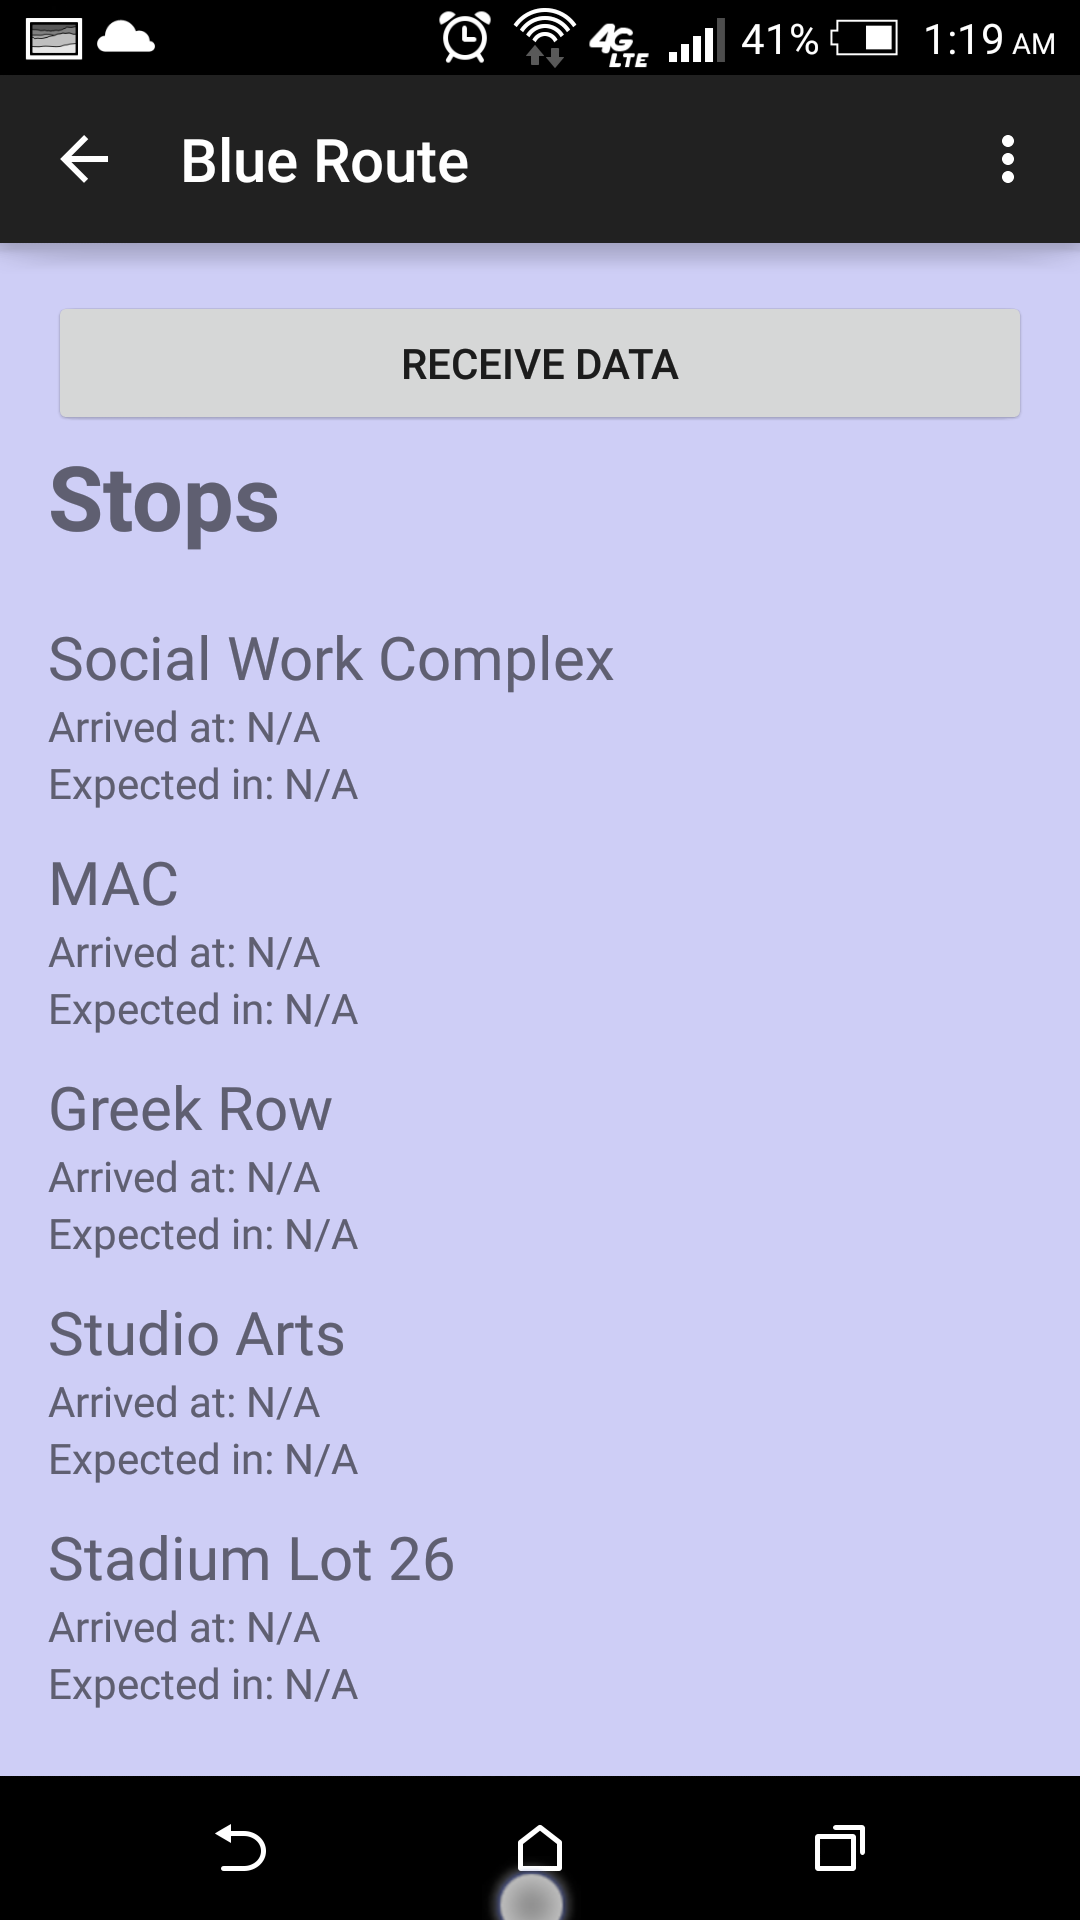 4G LTE 41% 1:19 AM
Blue Route
RECEIVE DATA
Stops
Social Work Complex
Arrived at: N/A
Expected in: N/A
MAC
Arrived at: N/A
Expected in: N/A
Greek Row
Arrived at: N/A
Expected in: N/A
Studio Arts
Arrived at: N/A
Expected in: N/A
Stadium Lot 26
Arrived at: N/A
Expected in: N/A